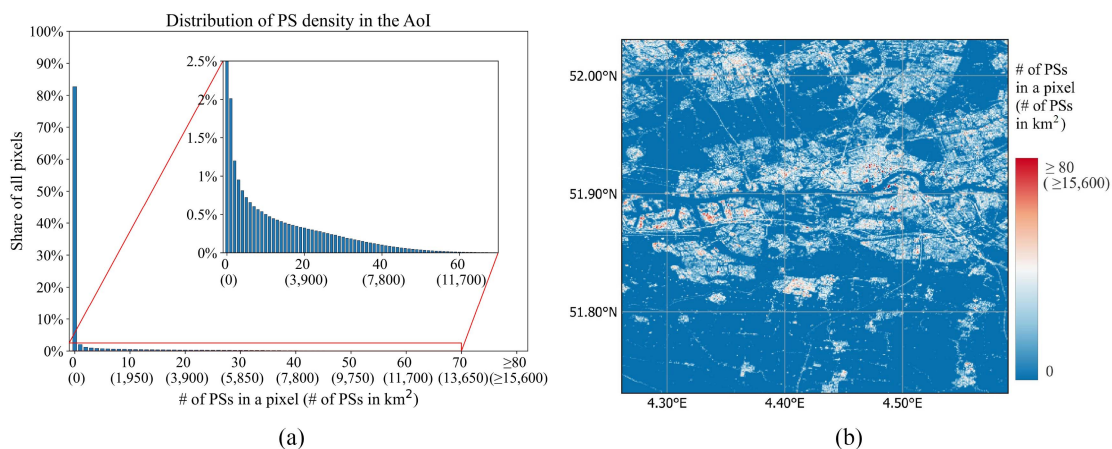 Distribution of PS density in the AoI
100%
90%
80%
70%
60%
50%
40%
30%
20%
10%
0%
Share of all pixels
2.5%
2%
1.5%
1%
0.5%
0%
0 20 40 60
(0) (3,900) (7,800) (11,700)
0 10 20 30 40 50 60 70 ≥80
(0) (1,950) (3,900) (5,850) (7,800) (9,750) (11,700) (13,650) (≥15,600)
# of PSs in a pixel (# of PSs in km²)
(a)
52.00°N
51.90°N
51.80°N
4.30°E 4.40°E 4.50°E
# of PSs
in a pixel
(# of PSs
in km²)
≥ 80
(≥15,600)
0
(b)